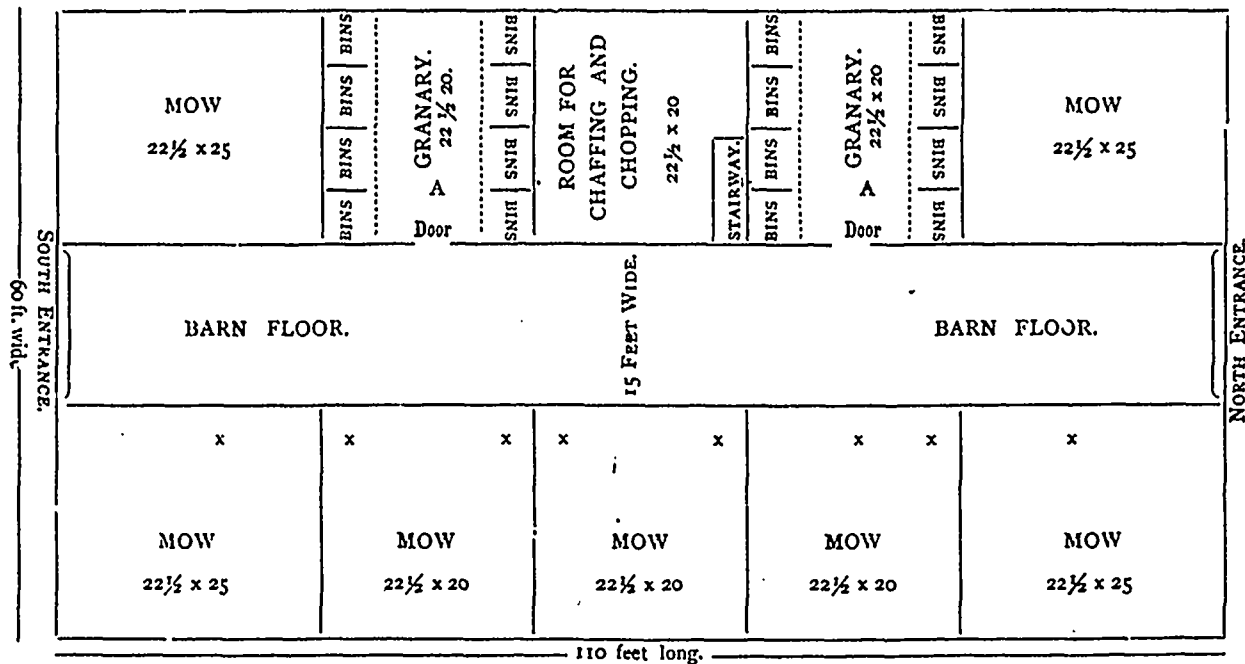 MOW
22½ x 25
BINS
BINS
BINS
BINS
GRANARY.
22½ 20.
A
Door
BINS
BINS
BINS
BINS
ROOM FOR
CHAFFING AND
CHOPPING.
22½ x 20
STAIRWAY.
BINS
BINS
BINS
BINS
GRANARY.
22½ x 20
A
Door
BINS
BINS
BINS
BINS
MOW
22½ x 25
60 ft. wide
SOUTH ENTRANCE.
BARN FLOOR.
15 FEET WIDE.
BARN FLOOR.
NORTH ENTRANCE.
x x x x x x x x
MOW
22½ x 25
MOW
22½ x 20
MOW
22½ x 20
MOW
22½ x 20
MOW
22½ x 25
110 feet long.